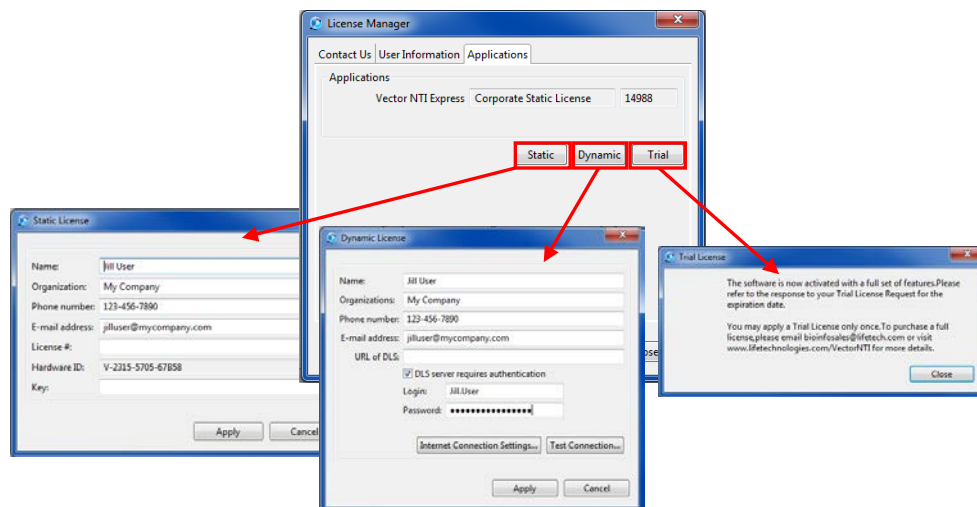 License Manager
Contact Us User Information Applications
Applications
Vector NTI Express Corporate Static License 14988
Static Dynamic Trial
Static License
Name: Jill User
Organization: My Company
Phone number: 123-456-7890
E-mail address: jilluser@mycompany.com
License #:
Hardware ID: V-2315-5705-67B58
Key:
Apply Cancel
Dynamic License
Name: Jill User
Organizations: My Company
Phone number: 123-456-7890
E-mail address: jilluser@mycompany.com
URL of DLS:
DLS server requires authentication
Login: Jill.User
Password:
Internet Connection Settings... Test Connection...
Apply Cancel
Trial License
The software is now activated with a full set of features.Please
refer to the response to your Trial License Request for the
expiration date.
You may apply a Trial License only once.To purchase a full
license,please email bioinfosales@lifetech.com or visit
www.lifetechnologies.com/VectorNTI for more details.
Close